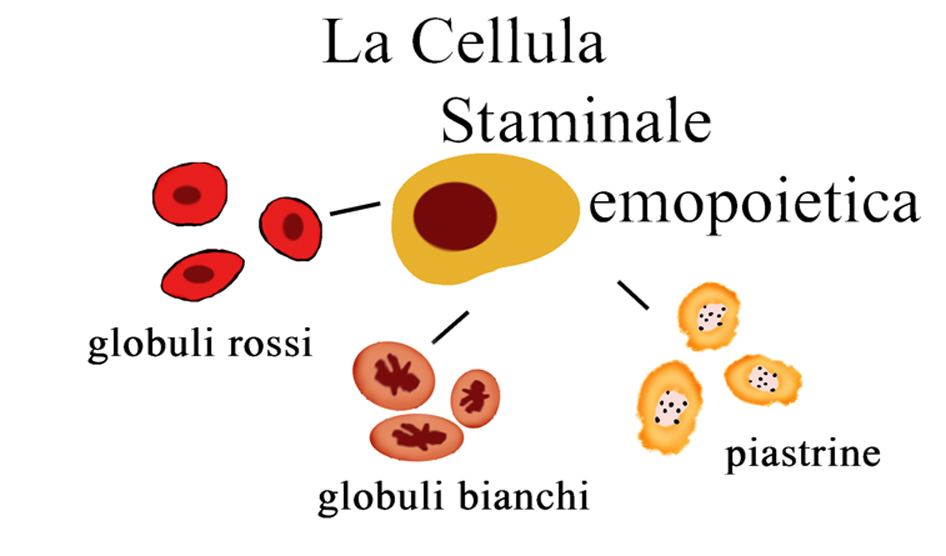 La Cellula
Staminale
emopoietica
globuli rossi
globuli bianchi
piastrine